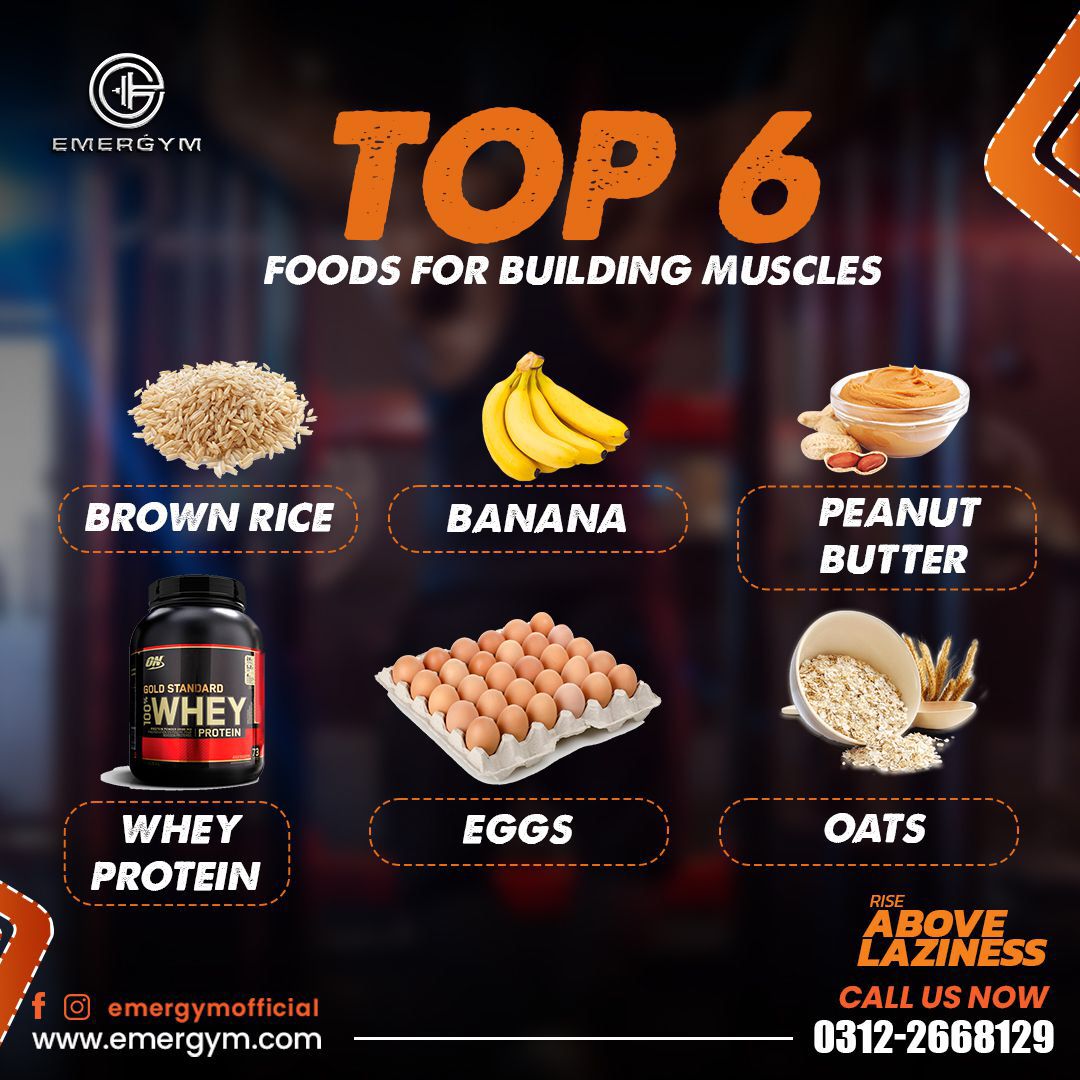 EMERGYM
TOP 6
FOODS FOR BUILDING MUSCLES
BROWN RICE
BANANA
PEANUT
BUTTER
ON
GOLD STANDARD
100% WHEY
PROTEIN
73
WHEY
PROTEIN
EGGS
OATS
RISE
ABOVE
LAZINESS
emergymofficial
CALL US NOW
www.emergym.com
0312-2668129